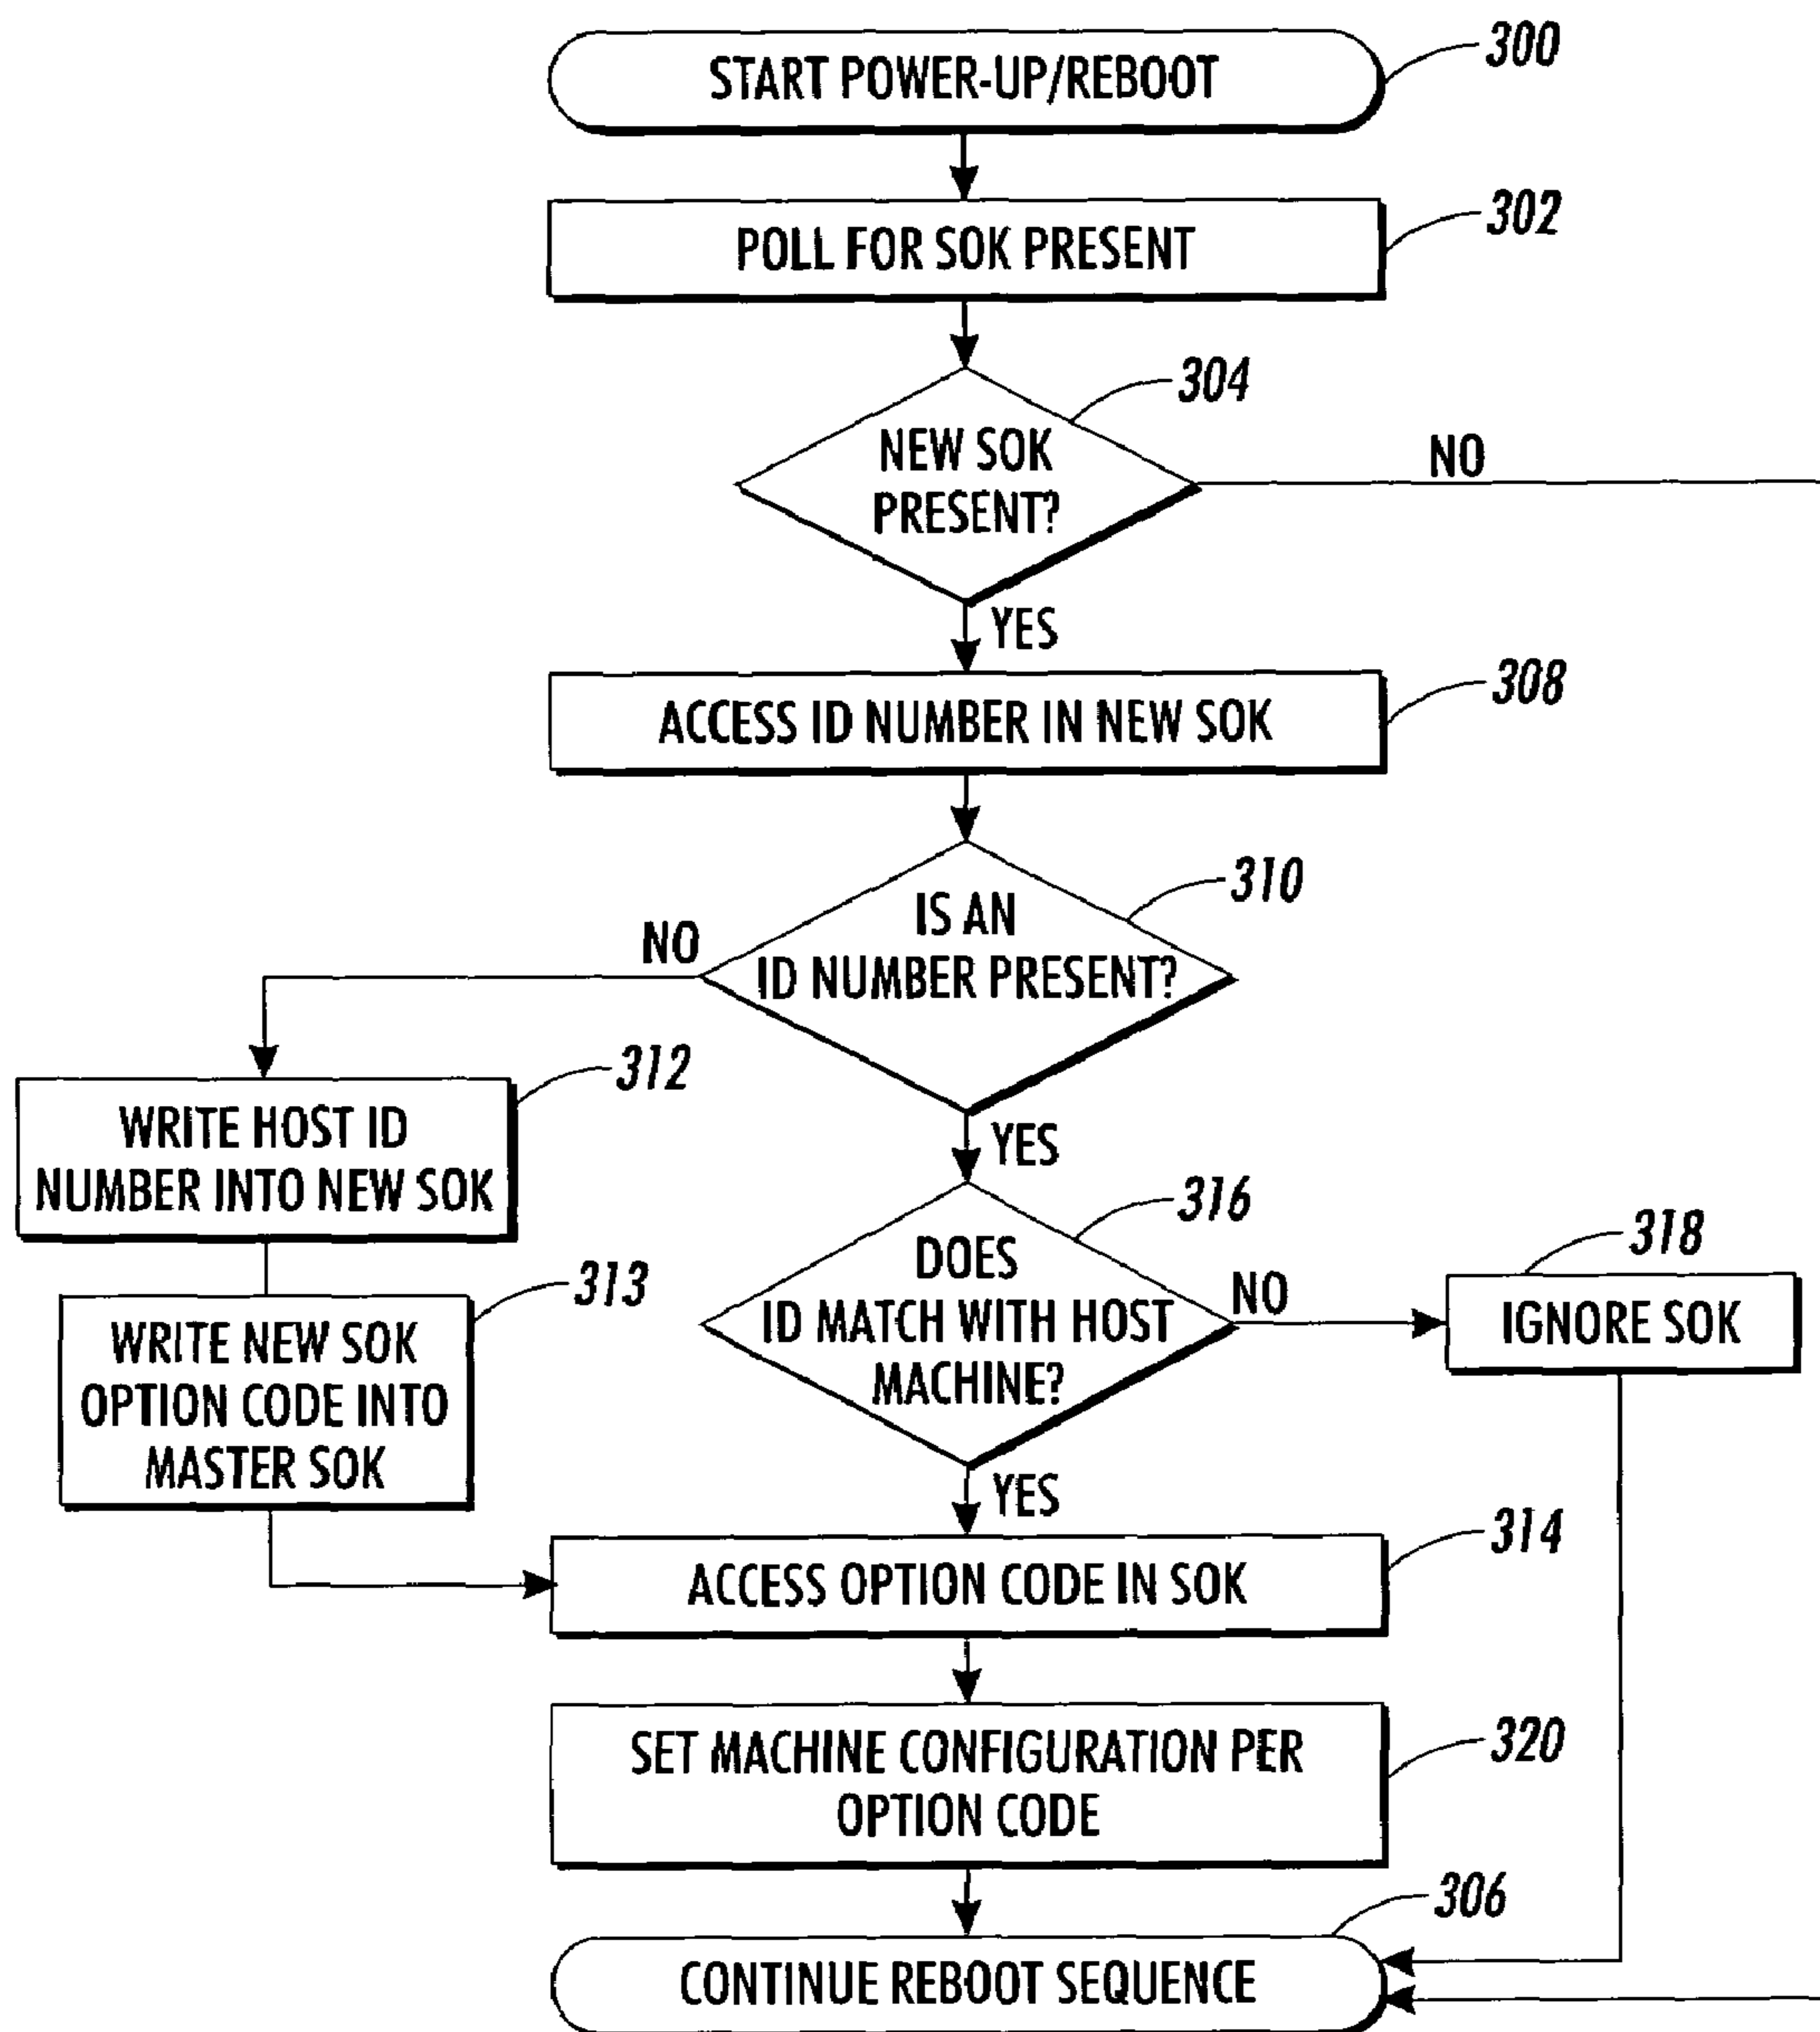 START POWER-UP/REBOOT
300
POLL FOR SOK PRESENT
302
304
NEW SOK
PRESENT?
NO
YES
ACCESS ID NUMBER IN NEW SOK
308
310
IS AN
ID NUMBER PRESENT?
NO
YES
312
WRITE HOST ID
NUMBER INTO NEW SOK
313
WRITE NEW SOK
OPTION CODE INTO
MASTER SOK
316
DOES
ID MATCH WITH HOST
MACHINE?
NO
YES
318
IGNORE SOK
314
ACCESS OPTION CODE IN SOK
SET MACHINE CONFIGURATION PER
OPTION CODE
320
306
CONTINUE REBOOT SEQUENCE